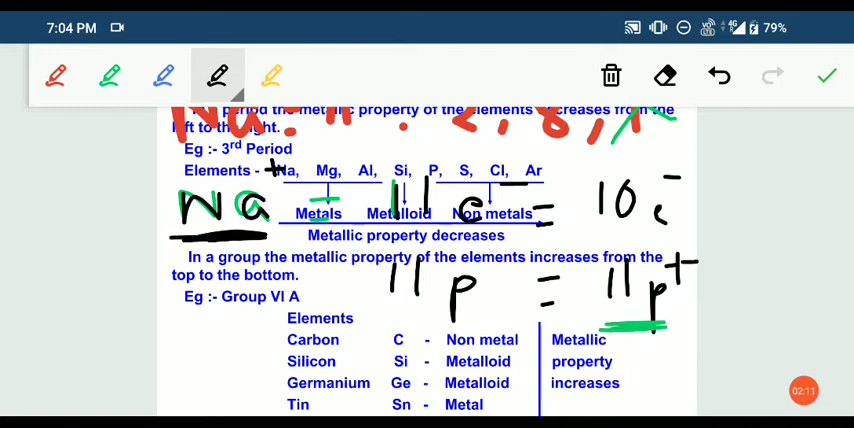 7:04 PM
VO LTE 4G 79%
In a period the metallic property of the elements decreases from the
left to the right.
Na = 11 : 2, 8, 1
Eg :- 3rd Period
Elements - Na, Mg, Al, Si, P, S, Cl, Ar
Na+ = 11 e- = 10 e-
Metals Metalloid Non metals
Metallic property decreases
In a group the metallic property of the elements increases from the
top to the bottom.
11 p = 11 p+
Eg :- Group VI A
Elements
Carbon C - Non metal Metallic
Silicon Si - Metalloid property
Germanium Ge - Metalloid increases
Tin Sn - Metal
02:11